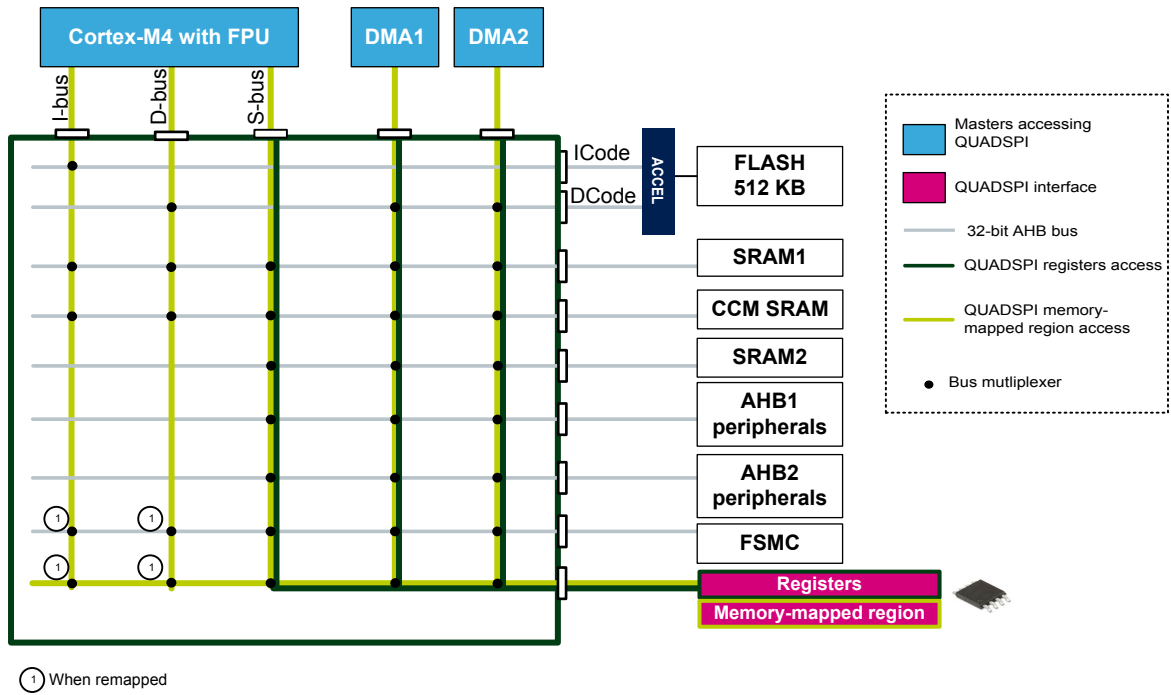 Cortex-M4 with FPU
DMA1
DMA2
I-bus
D-bus
S-bus
ICode
DCode
ACCEL
FLASH
512 KB
SRAM1
CCM SRAM
SRAM2
AHB1
peripherals
AHB2
peripherals
FSMC
1
1
1
1
Registers
Memory-mapped region
Masters accessing
QUADSPI
QUADSPI interface
32-bit AHB bus
QUADSPI registers access
QUADSPI memory-
mapped region access
Bus mutliplexer
1 When remapped